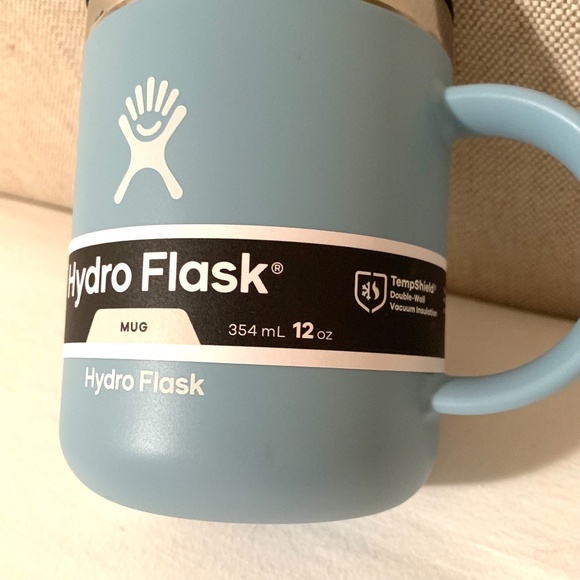 Hydro Flask®
TempShield®
Double-Wall
Vacuum Insulation
MUG
354 mL 12 oz
Hydro Flask